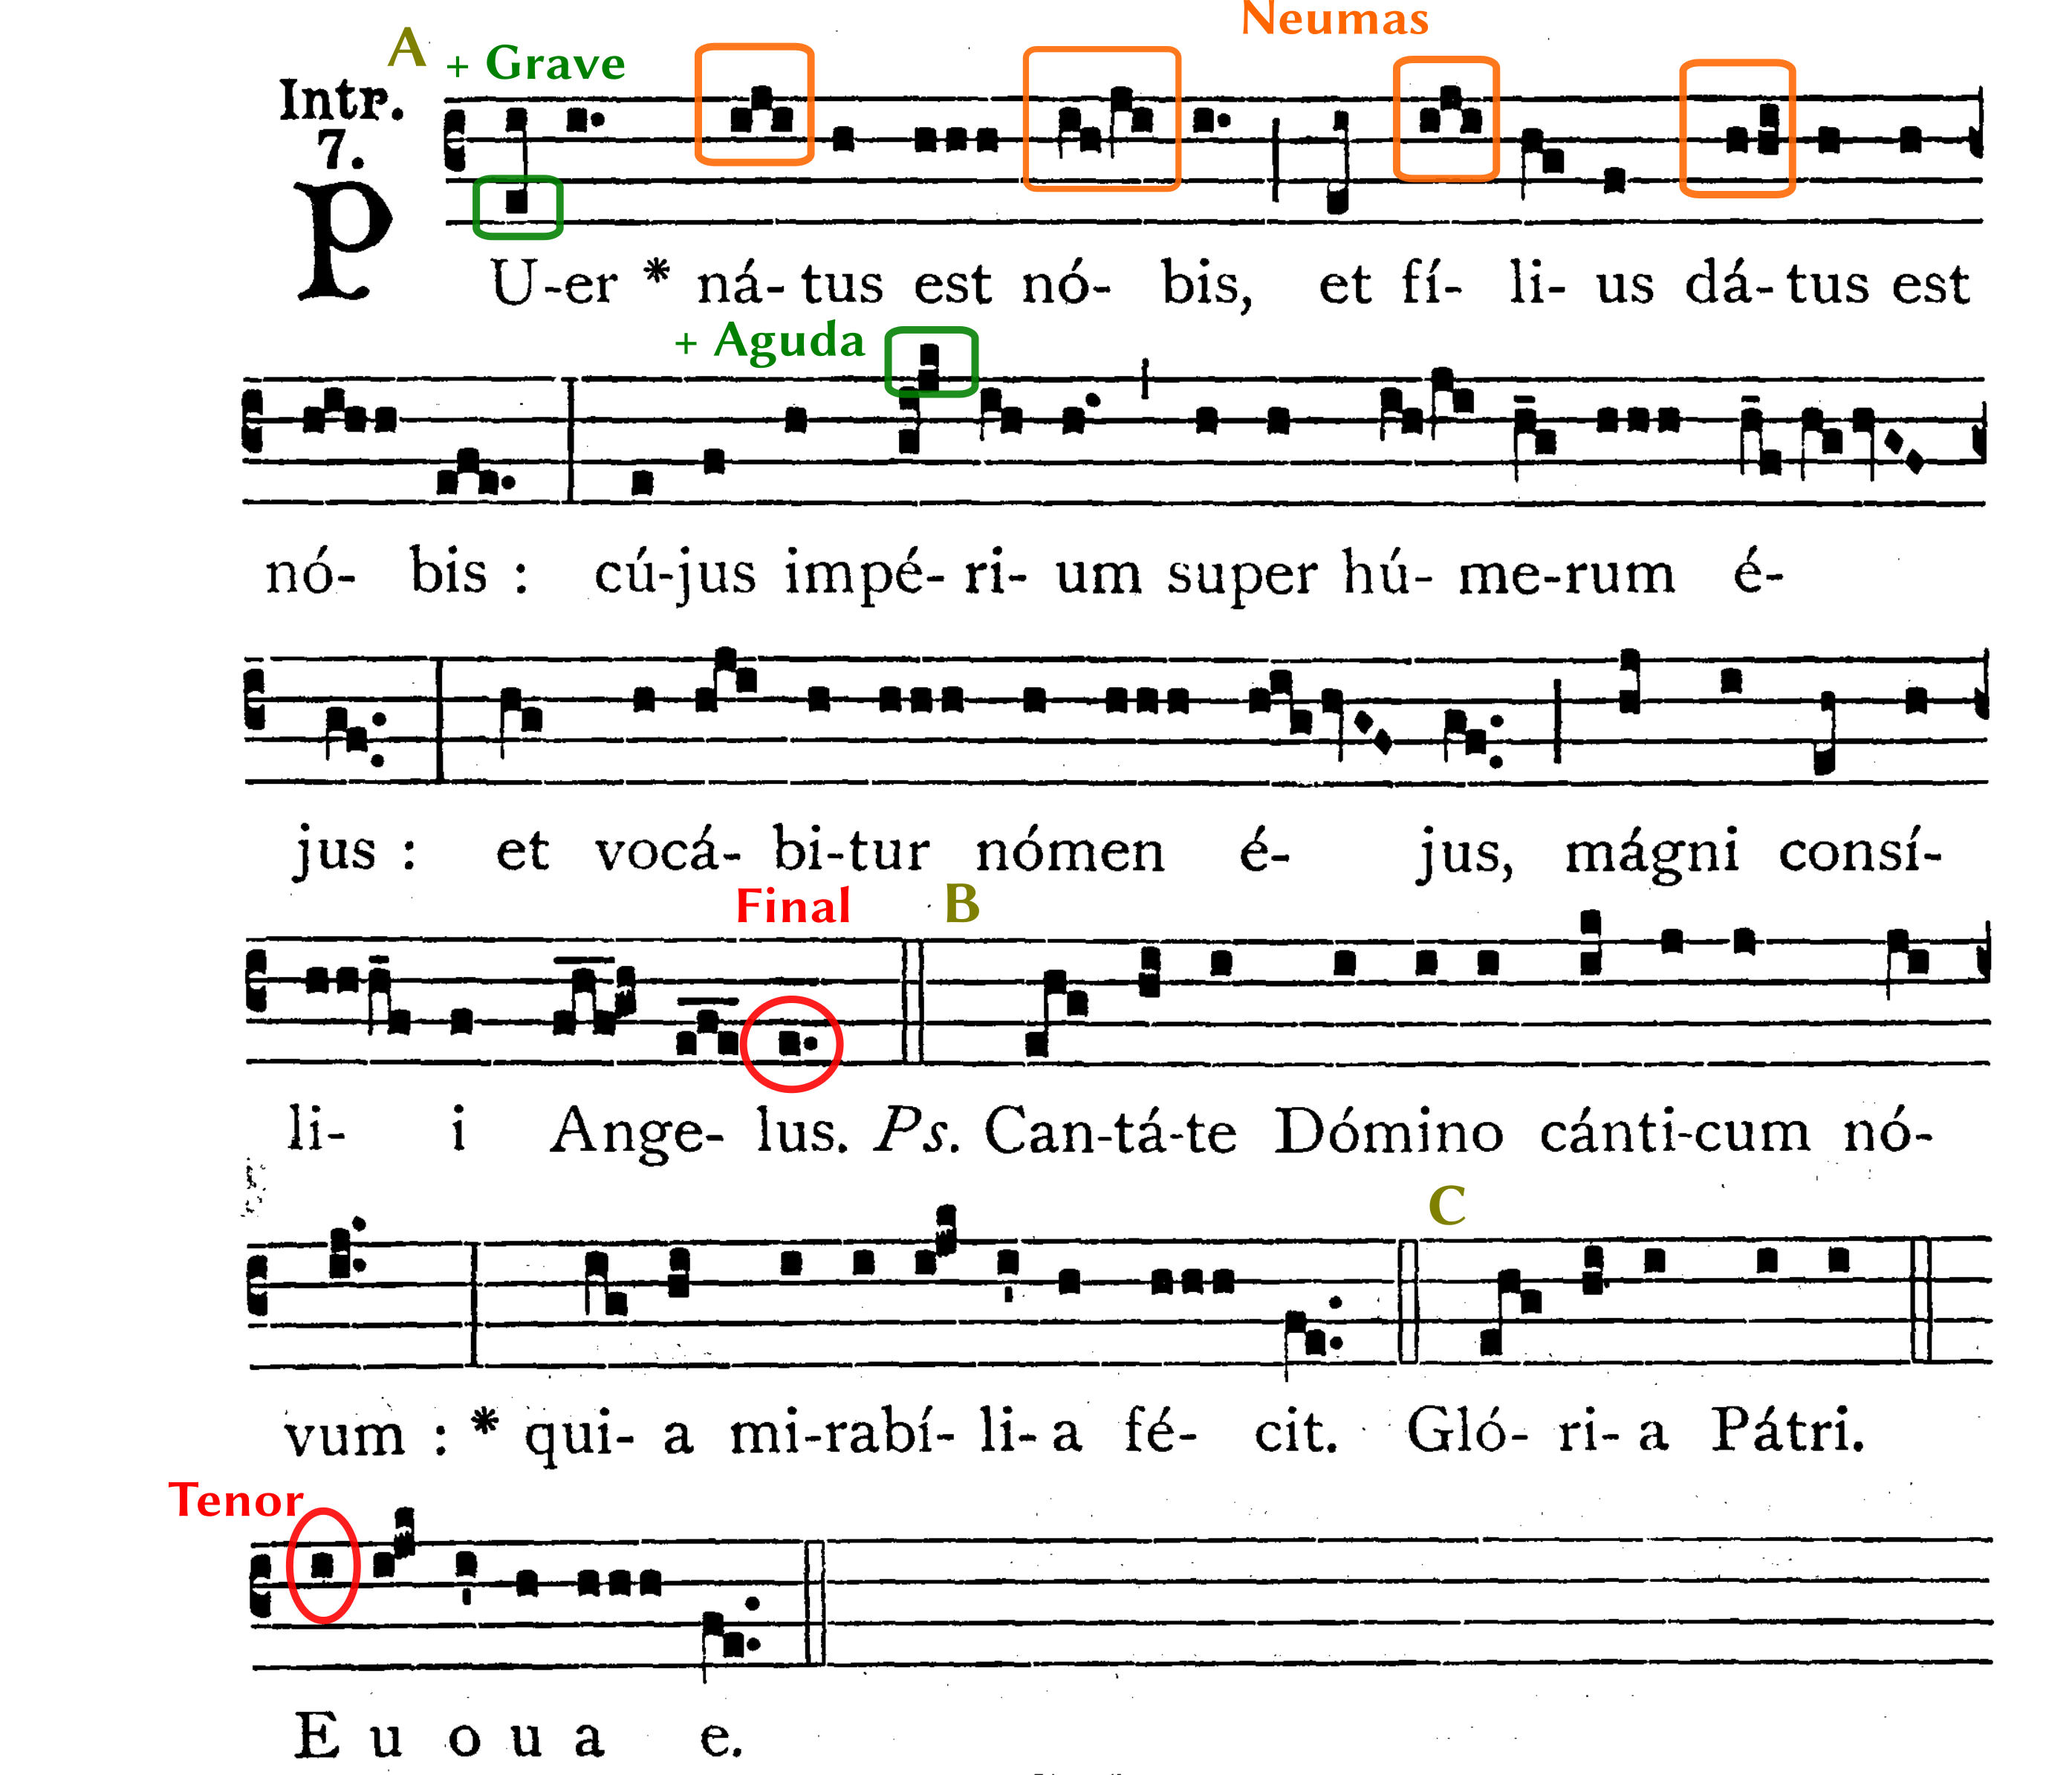 Neumas
A + Grave
Intr.
7.
PU-er * ná-tus est nó- bis, et fí- li- us dá-tus est
+ Aguda
nó- bis : cú-jus impé- ri- um super hú- me-rum é-
jus : et vocá- bi-tur nómen é- jus, mágni consí-
Final B
li- i Ange- lus. Ps. Can-tá-te Dómino cánti-cum nó-
C
vum : * qui- a mi-rabí- li- a fé- cit. Gló- ri- a Pátri.
Tenor
E u o u a e.